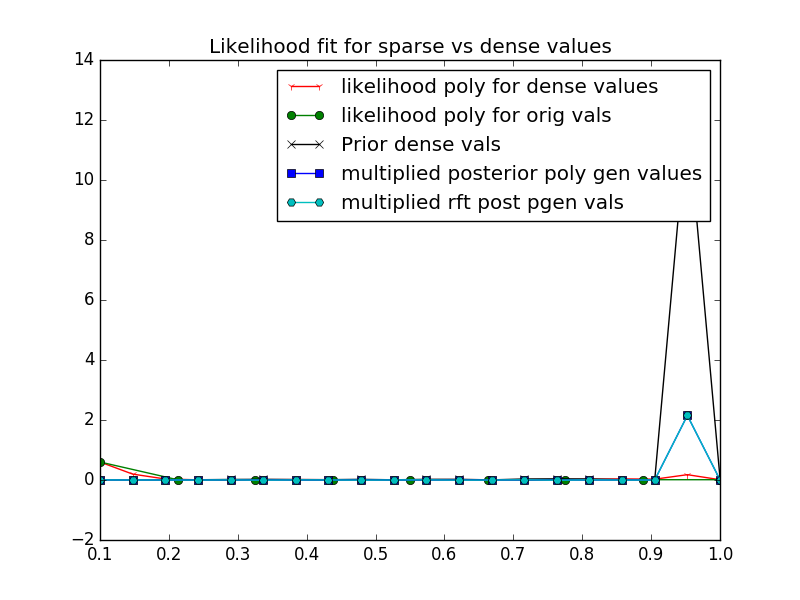 Likelihood fit for sparse vs dense values
14
12
10
8
6
4
2
0
−2
likelihood poly for dense values
likelihood poly for orig vals
Prior dense vals
multiplied posterior poly gen values
multiplied rft post pgen vals
0.1 0.2 0.3 0.4 0.5 0.6 0.7 0.8 0.9 1.0